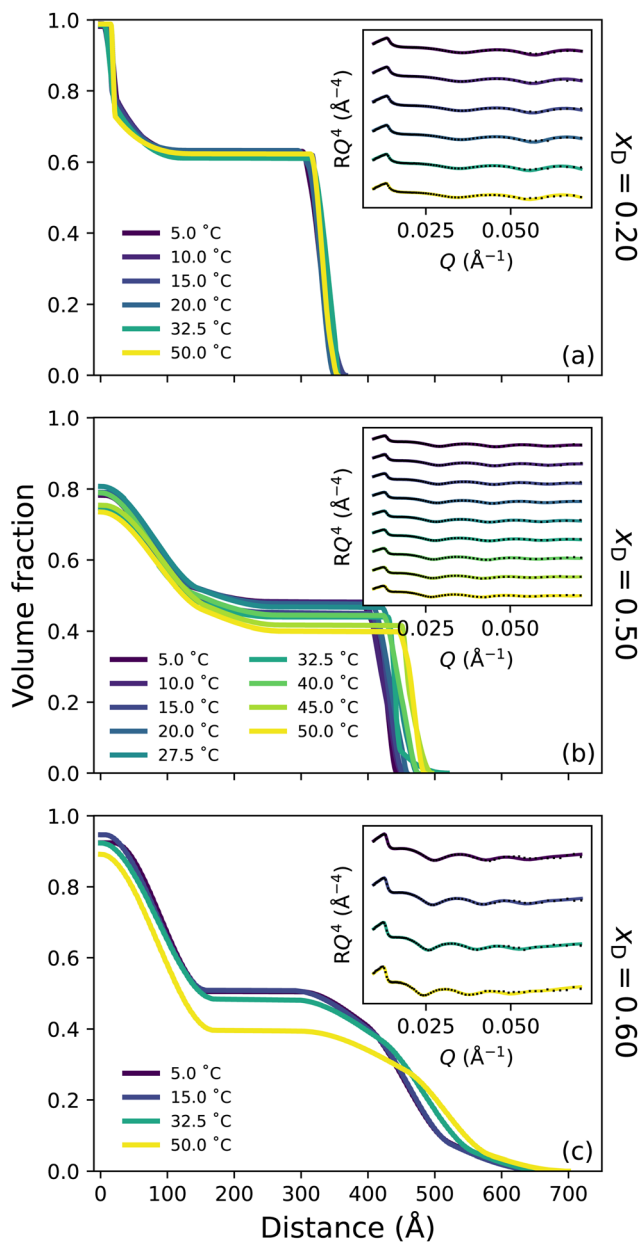 1.0
0.8
0.6
0.4
0.2
0.0
RQ⁴ (Å⁻⁴)
0.025 0.050
Q (Å⁻¹)
5.0 ˚C
10.0 ˚C
15.0 ˚C
20.0 ˚C
32.5 ˚C
50.0 ˚C
(a)
x_D = 0.20
Volume fraction
1.0
0.8
0.6
0.4
0.2
0.0
RQ⁴ (Å⁻⁴)
0.025 0.050
Q (Å⁻¹)
5.0 ˚C
10.0 ˚C
15.0 ˚C
20.0 ˚C
27.5 ˚C
32.5 ˚C
40.0 ˚C
45.0 ˚C
50.0 ˚C
(b)
x_D = 0.50
1.0
0.8
0.6
0.4
0.2
0.0
RQ⁴ (Å⁻⁴)
0.025 0.050
Q (Å⁻¹)
5.0 ˚C
15.0 ˚C
32.5 ˚C
50.0 ˚C
(c)
x_D = 0.60
0 100 200 300 400 500 600 700
Distance (Å)